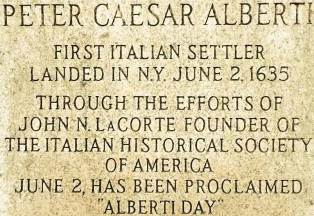 PETER CAESAR ALBERTI
FIRST ITALIAN SETTLER
LANDED IN N.Y. JUNE 2, 1635
THROUGH THE EFFORTS OF
JOHN N. LACORTE FOUNDER OF
THE ITALIAN HISTORICAL SOCIETY
OF AMERICA
JUNE 2, HAS BEEN PROCLAIMED
"ALBERTI DAY"